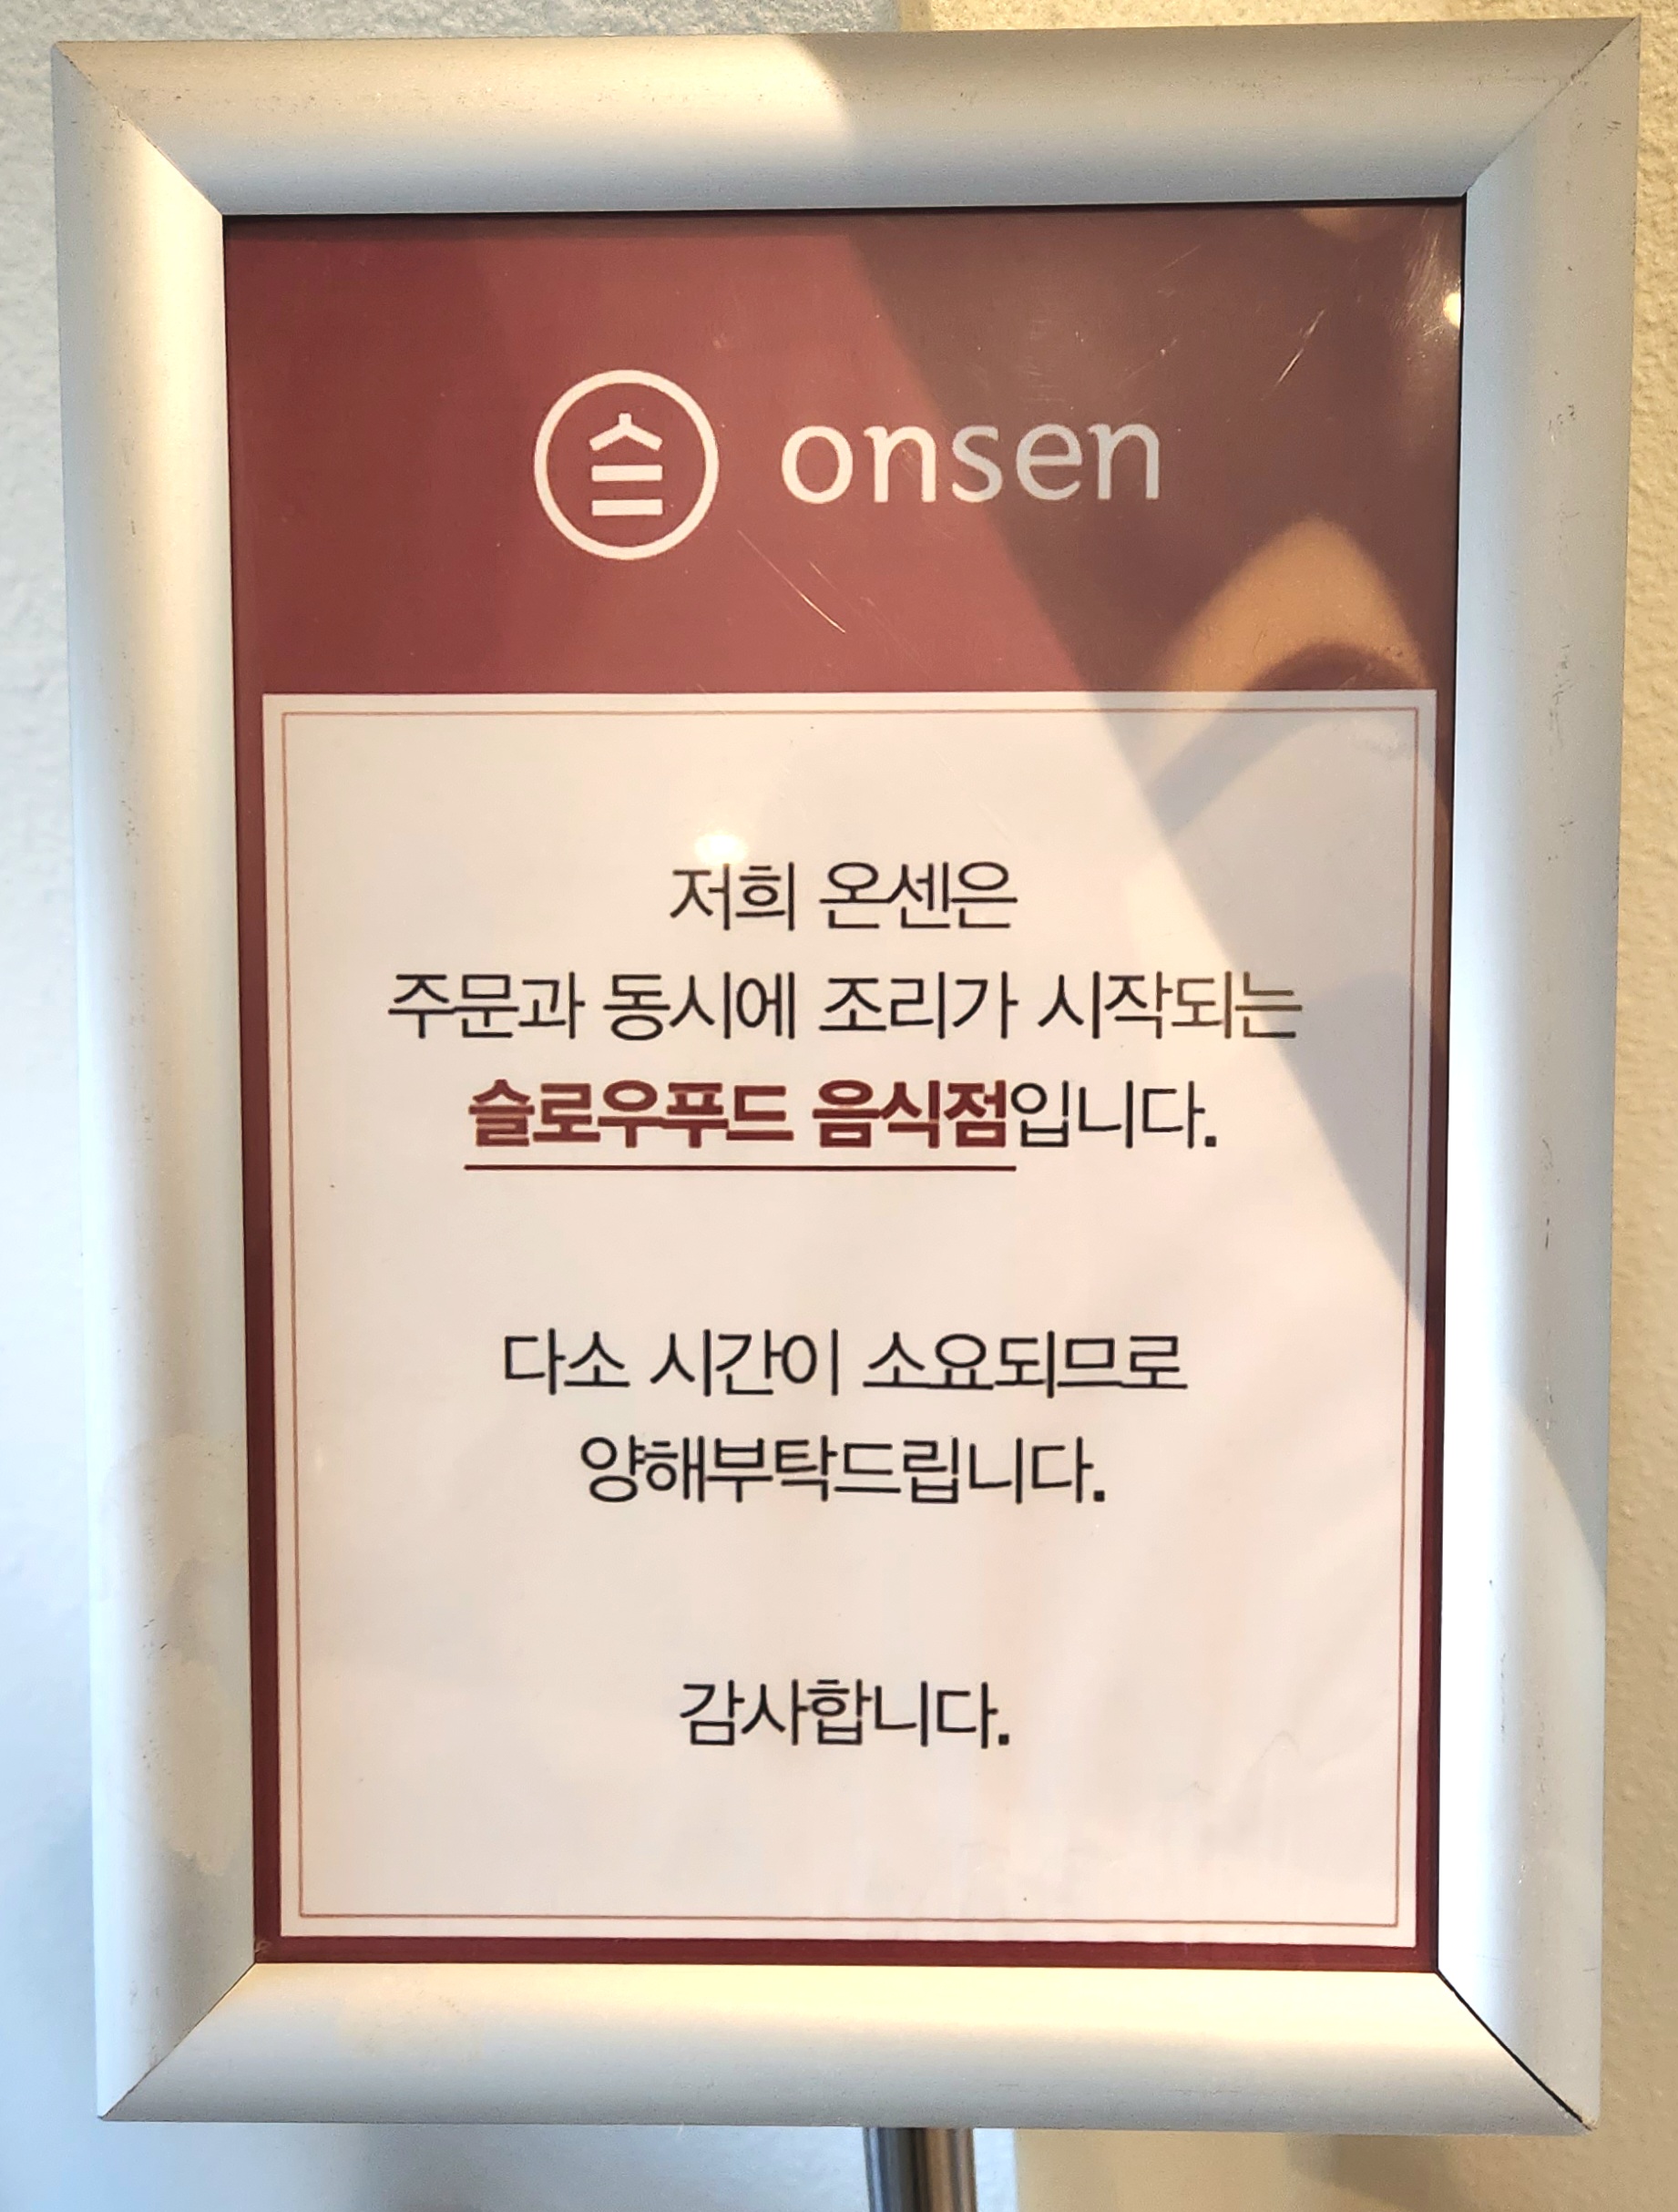 onsen
저희 온센은
주문과 동시에 조리가 시작되는
슬로우푸드 음식점입니다.
다소 시간이 소요되므로
양해부탁드립니다.
감사합니다.